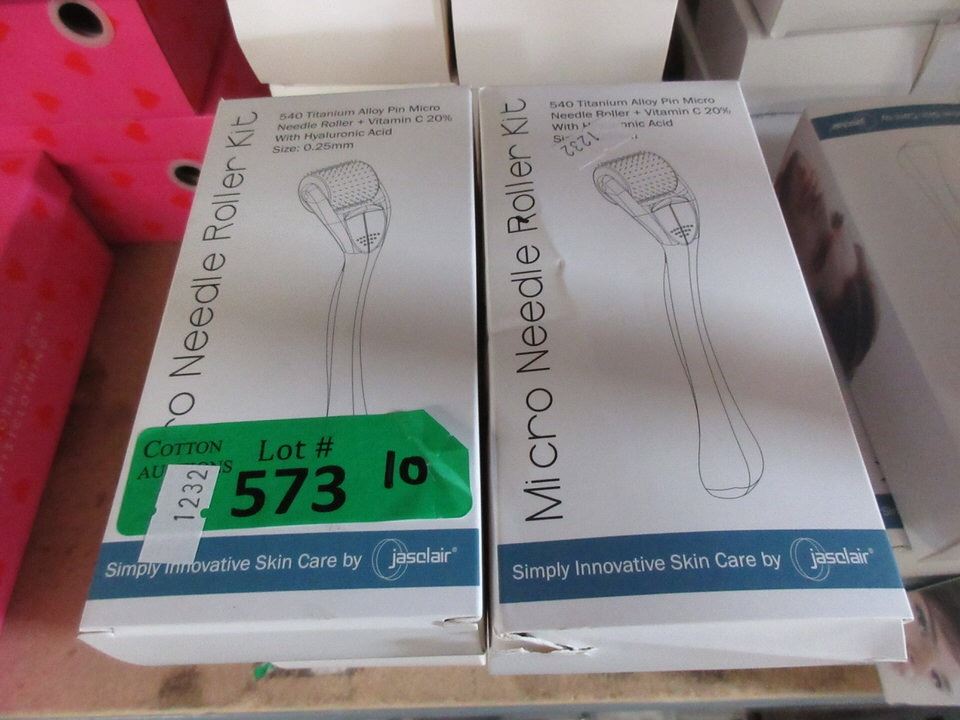 540 Titanium Alloy Pin Micro
Needle Roller + Vitamin C 20%
With Hyaluronic Acid
Size: 0.25mm
ro Needle Roller Kit
COTTON
Lot #
573
10
1232
Simply Innovative Skin Care by
jasclair®
540 Titanium Alloy Pin Micro
Needle Roller + Vitamin C 20%
With Acid
1232
Micro Needle Roller Kit
Simply Innovative Skin Care by
jasclair®